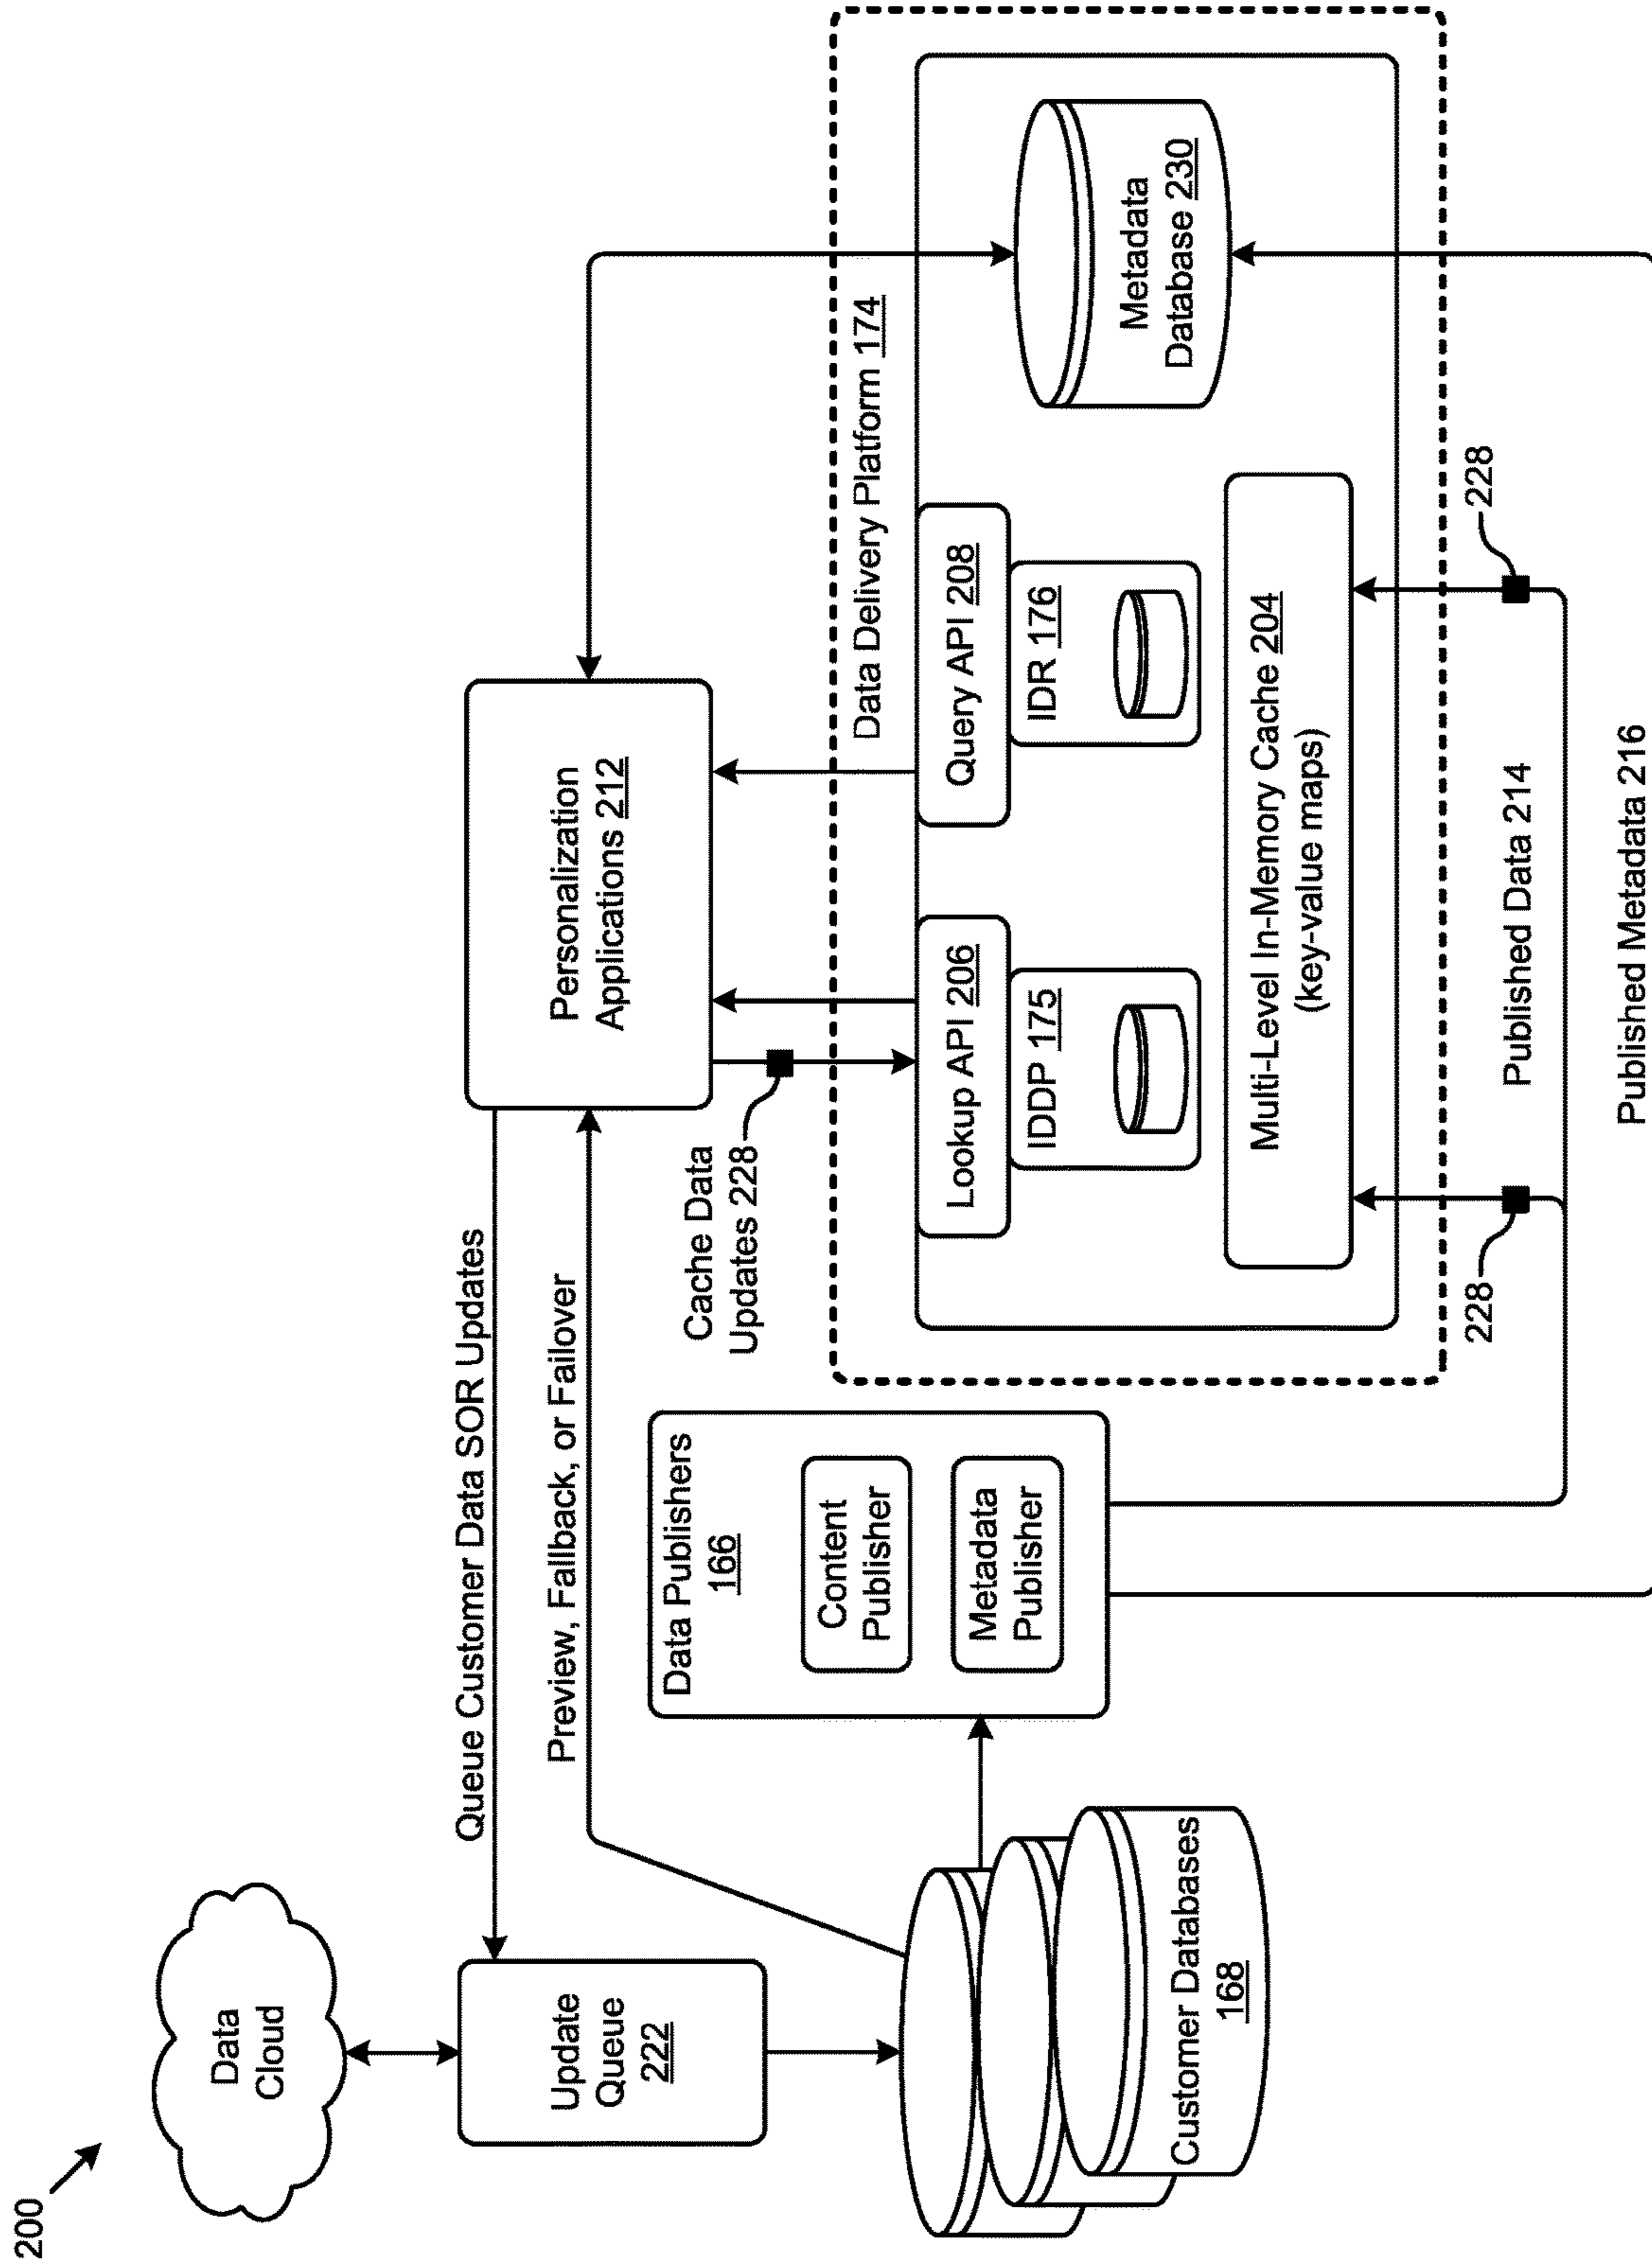 200
Data
Cloud
Queue Customer Data SOR Updates
Update
Queue
222
Preview, Fallback, or Failover
Personalization
Applications 212
Cache Data
Updates 228
Data Publishers
166
Content
Publisher
Metadata
Publisher
Customer Databases
168
Data Delivery Platform 174
Lookup API 206
IDDP 175
Query API 208
IDR 176
Metadata
Database 230
Multi-Level In-Memory Cache 204
(key-value maps)
228
228
Published Data 214
Published Metadata 216